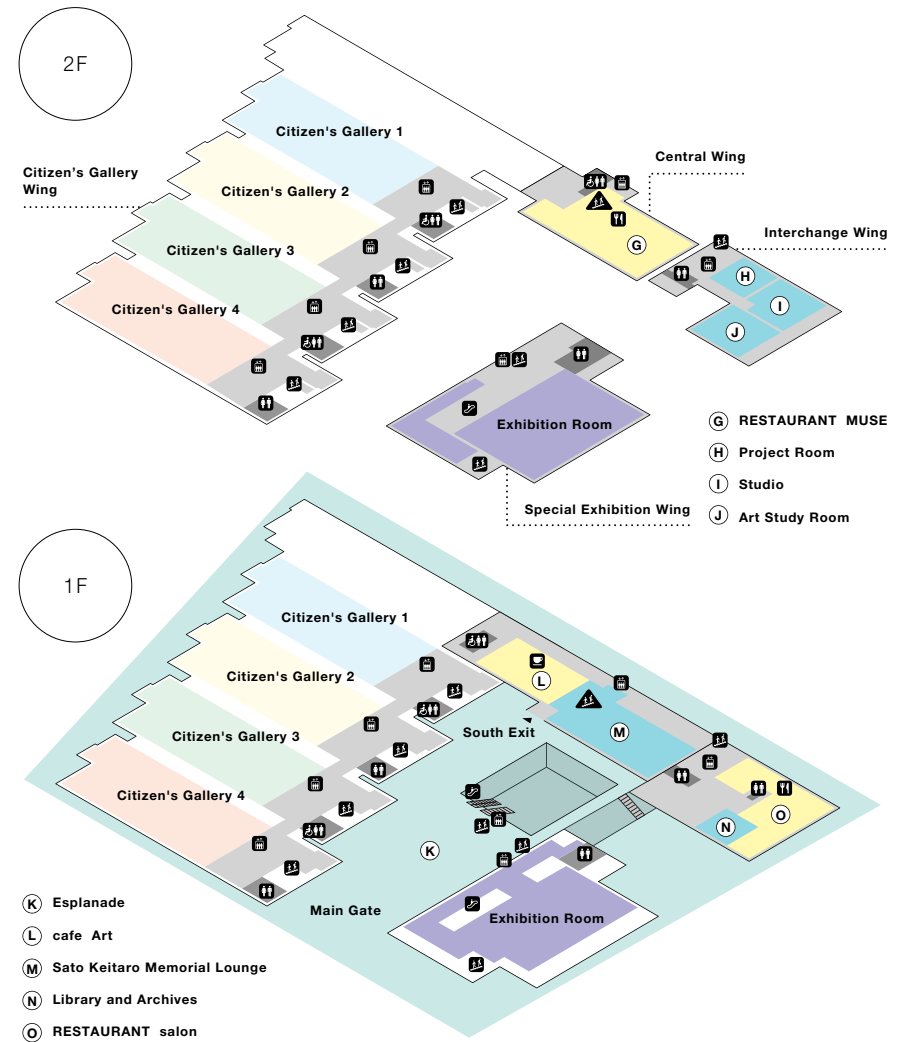 2F
Citizen's Gallery 1
Citizen's Gallery 2
Citizen's Gallery 3
Citizen's Gallery 4
Citizen's Gallery
Wing
Central Wing
Interchange Wing
G
H
I
J
Exhibition Room
Special Exhibition Wing
G RESTAURANT MUSE
H Project Room
I Studio
J Art Study Room
1F
Citizen's Gallery 1
Citizen's Gallery 2
Citizen's Gallery 3
Citizen's Gallery 4
L
M
South Exit
N
O
K
Main Gate
Exhibition Room
K Esplanade
L cafe Art
M Sato Keitaro Memorial Lounge
N Library and Archives
O RESTAURANT salon